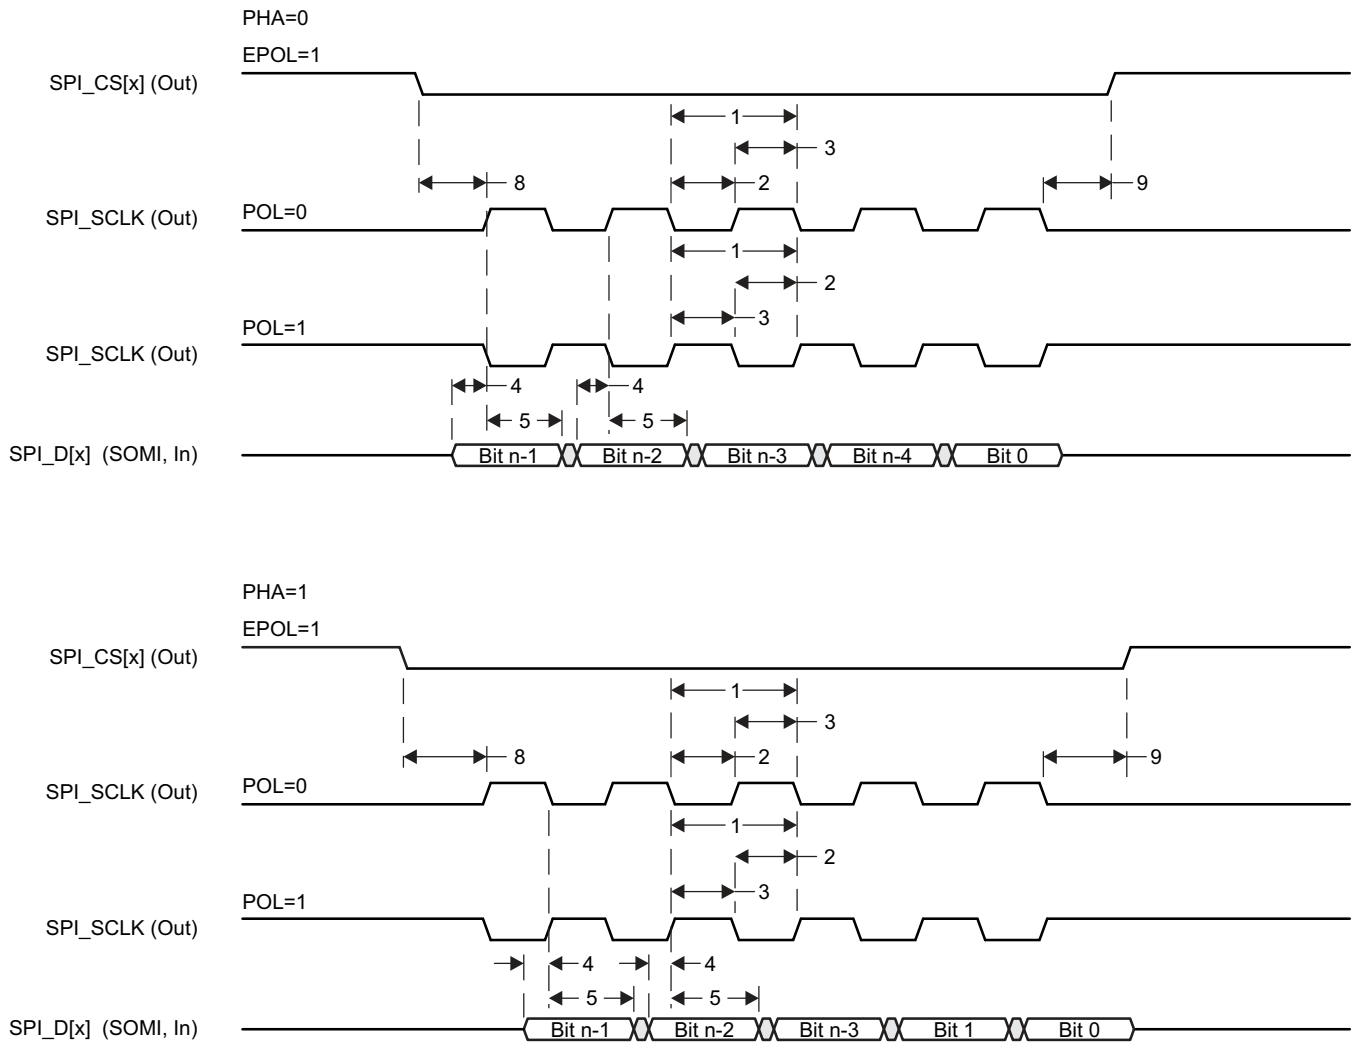 PHA=0
EPOL=1
SPI_CS[x] (Out)
1
3
8
2
9
SPI_SCLK (Out)
POL=0
1
2
3
POL=1
SPI_SCLK (Out)
4
4
5
5
SPI_D[x] (SOMI, In)
Bit n-1
Bit n-2
Bit n-3
Bit n-4
Bit 0
PHA=1
EPOL=1
SPI_CS[x] (Out)
1
3
8
2
9
SPI_SCLK (Out)
POL=0
1
2
3
POL=1
SPI_SCLK (Out)
4
4
5
5
SPI_D[x] (SOMI, In)
Bit n-1
Bit n-2
Bit n-3
Bit 1
Bit 0